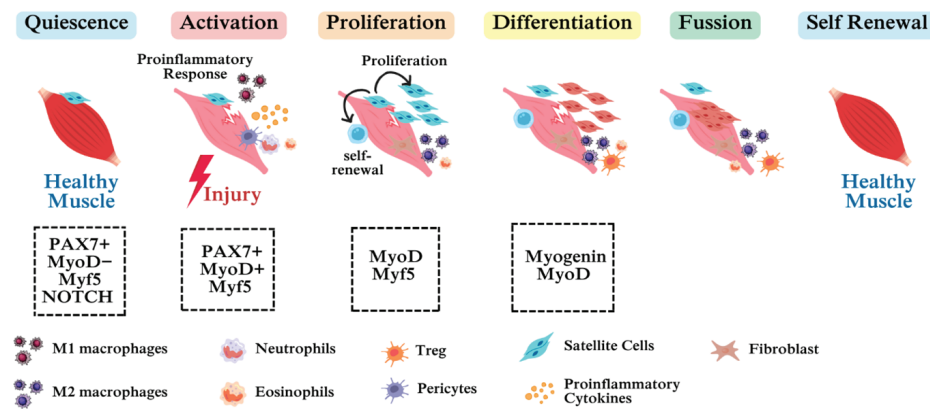 Quiescence
Activation
Proliferation
Differentiation
Fussion
Self Renewal
Proinflammatory
Response
Proliferation
self-
renewal
Healthy
Muscle
Injury
Healthy
Muscle
PAX7+
MyoD−
Myf5
NOTCH
PAX7+
MyoD+
Myf5
MyoD
Myf5
Myogenin
MyoD
M1 macrophages
Neutrophils
Treg
Satellite Cells
Fibroblast
M2 macrophages
Eosinophils
Pericytes
Proinflammatory
Cytokines